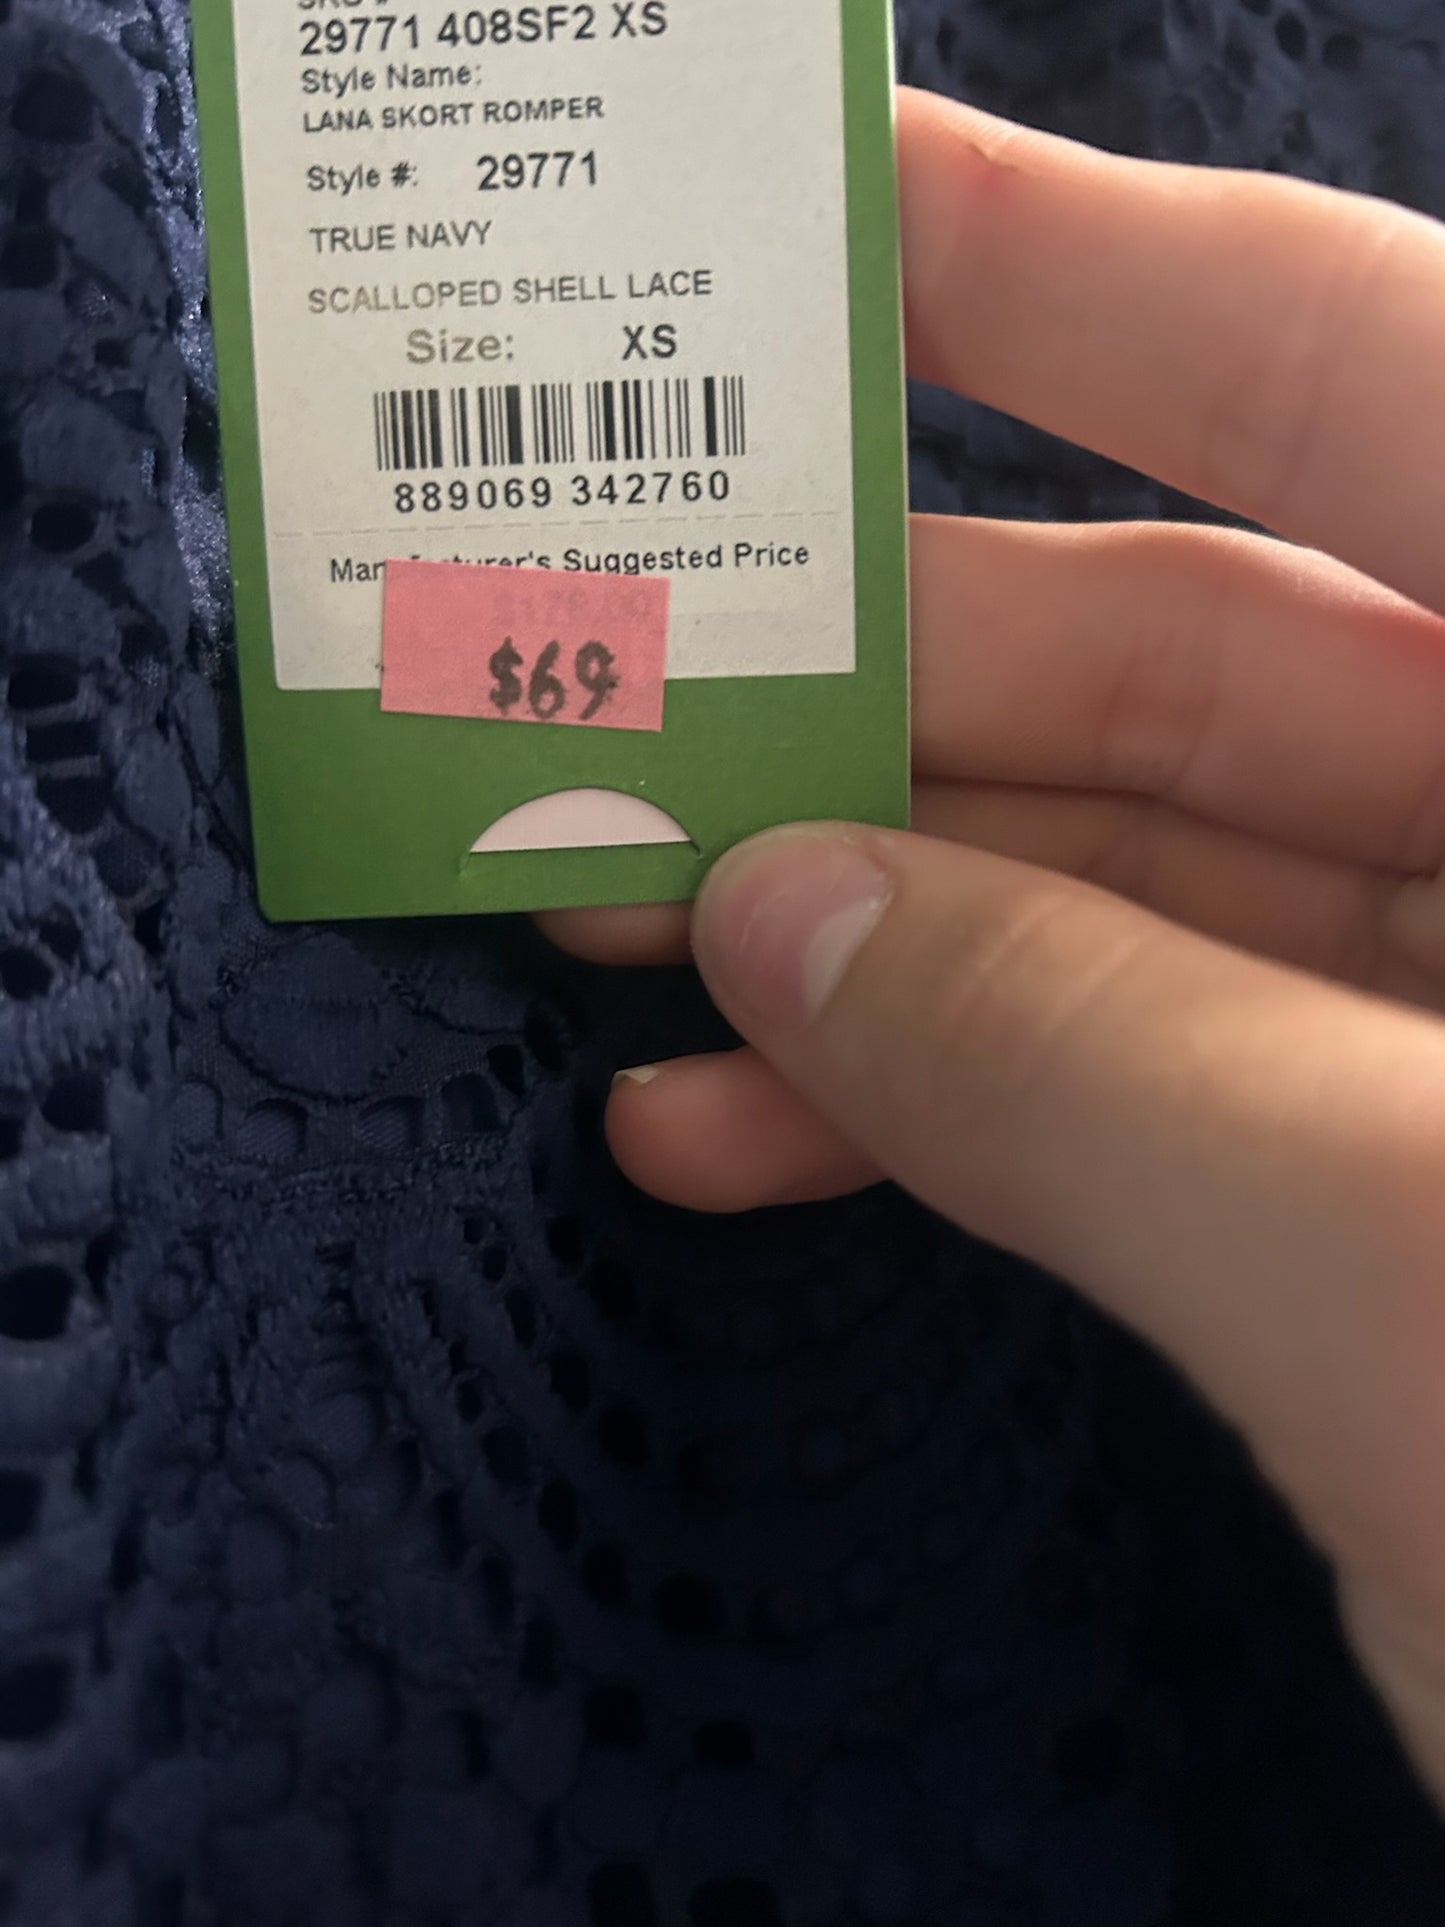 29771 408SF2 XS
Style Name:
LANA SKORT ROMPER
Style #: 29771
TRUE NAVY
SCALLOPED SHELL LACE
Size: XS
889069 342760
Suggested Price
$69